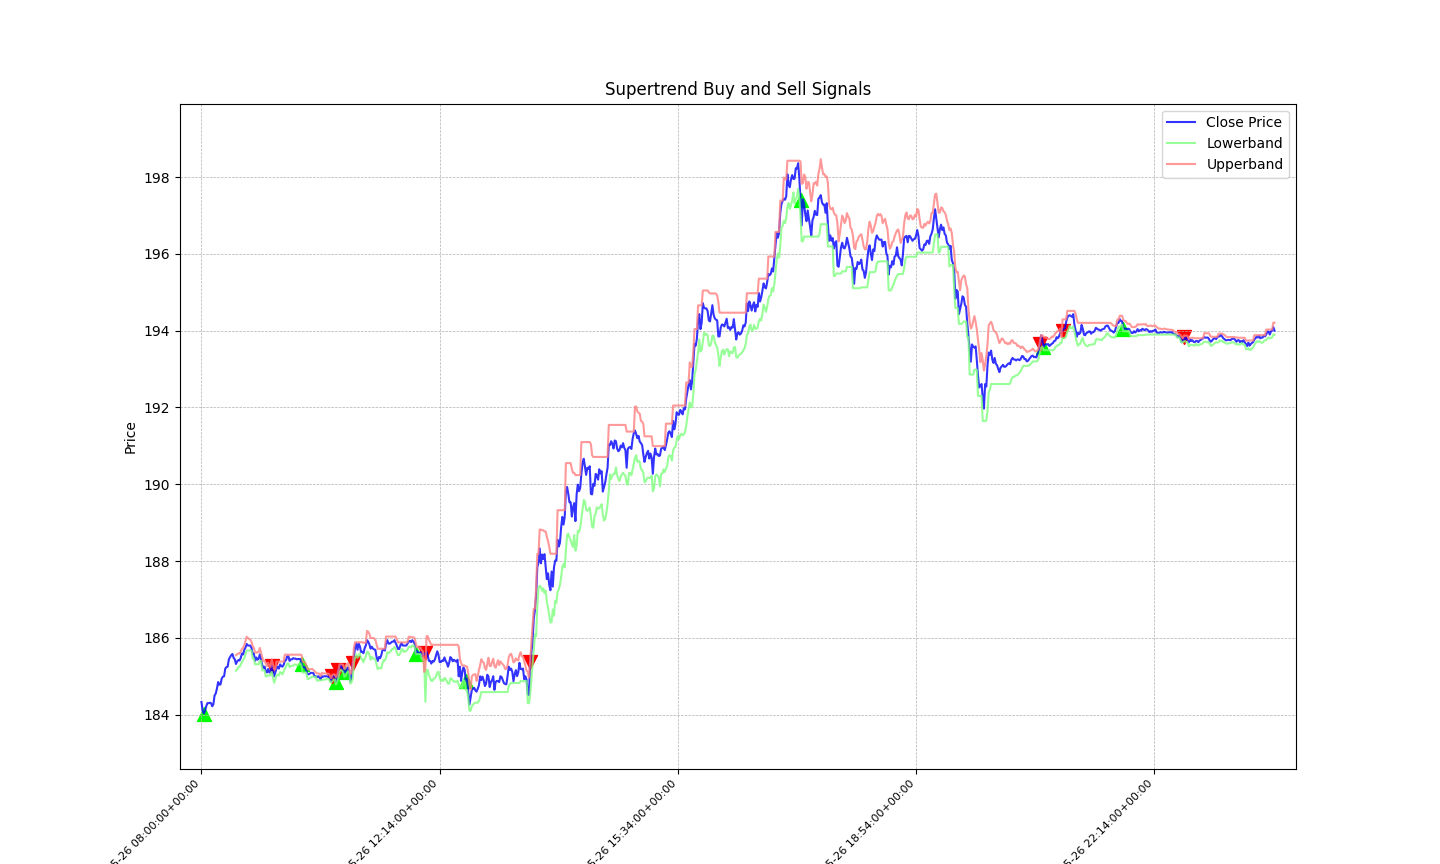 Supertrend Buy and Sell Signals
Close Price
Lowerband
Upperband
198
196
194
192
190
188
186
184
Price
5-26 08:00:00+00:00
5-26 12:14:00+00:00
5-26 15:34:00+00:00
5-26 18:54:00+00:00
5-26 22:14:00+00:00